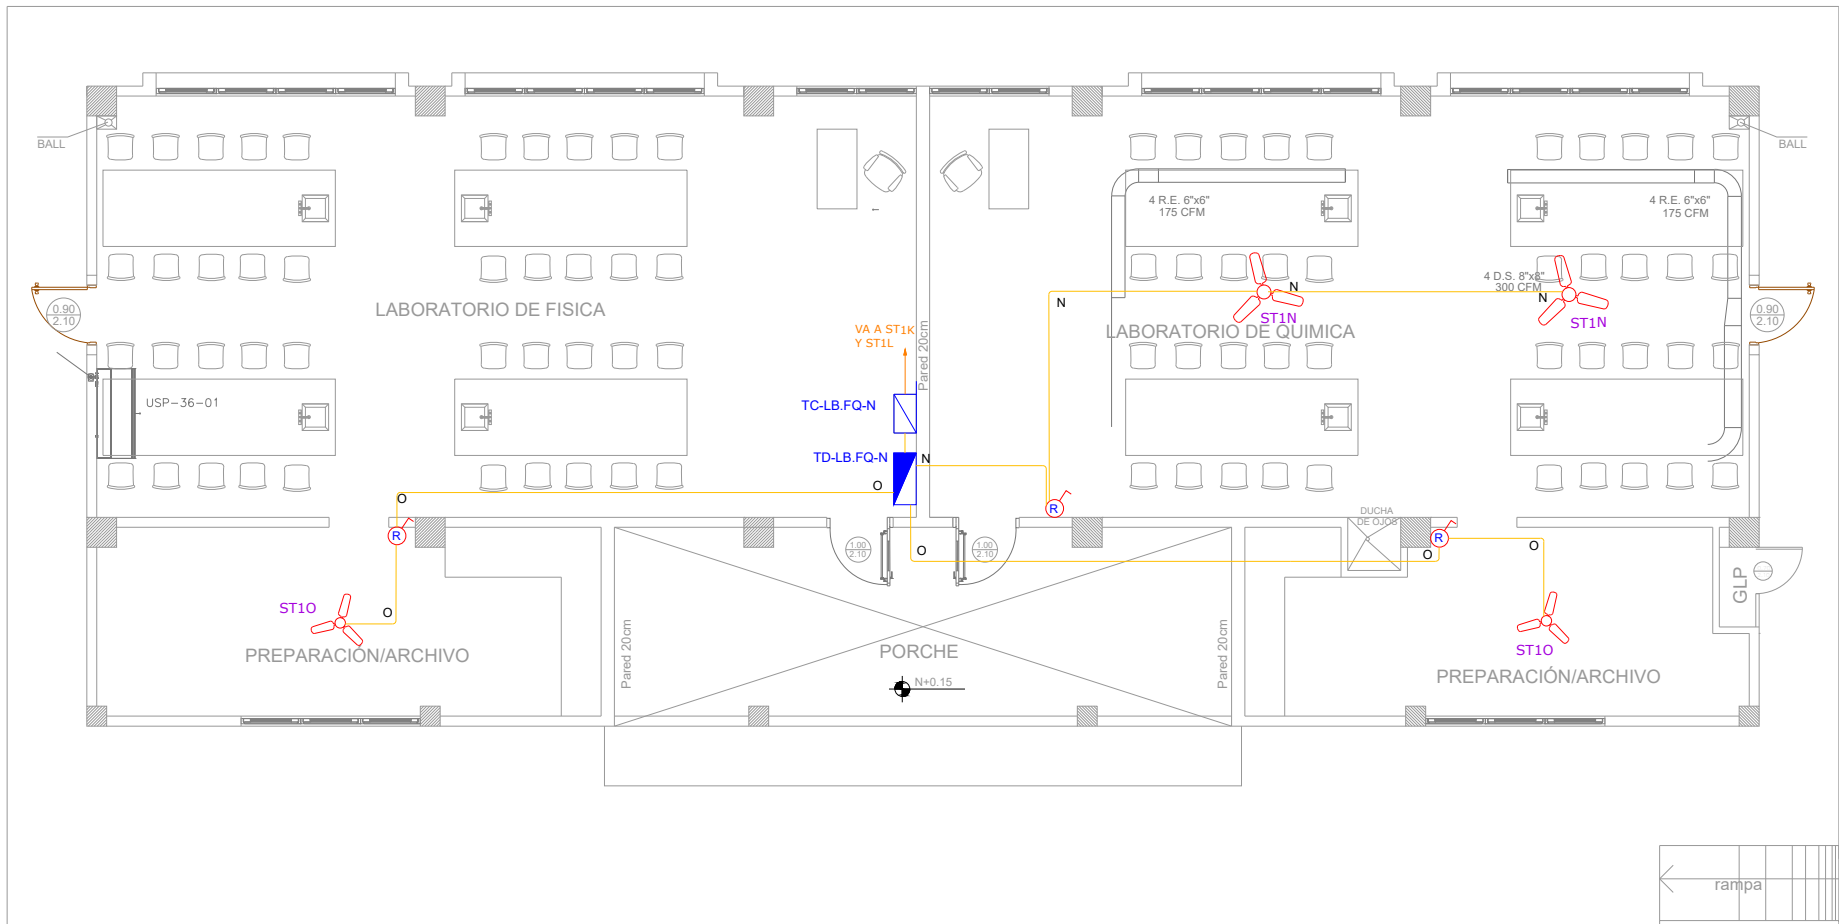 BALL
BALL
4 R.E. 6"x6"
175 CFM
4 R.E. 6"x6"
175 CFM
4 D.S. 8"x8"
300 CFM
0.90
2.10
LABORATORIO DE FISICA
N
N
N
ST1N
ST1N
0.90
2.10
VA A ST1K
Y ST1L
LABORATORIO DE QUIMICA
Pared 20cm
USP-36-01
TC-LB.FQ-N
TD-LB.FQ-N
N
O
O
R
R
DUCHA
DE OJOS
R
1.00
2.10
1.00
2.10
O
O
O
GLP
ST1O
O
ST1O
PREPARACIÓN/ARCHIVO
Pared 20cm
PORCHE
Pared 20cm
PREPARACIÓN/ARCHIVO
N+0.15
rampa